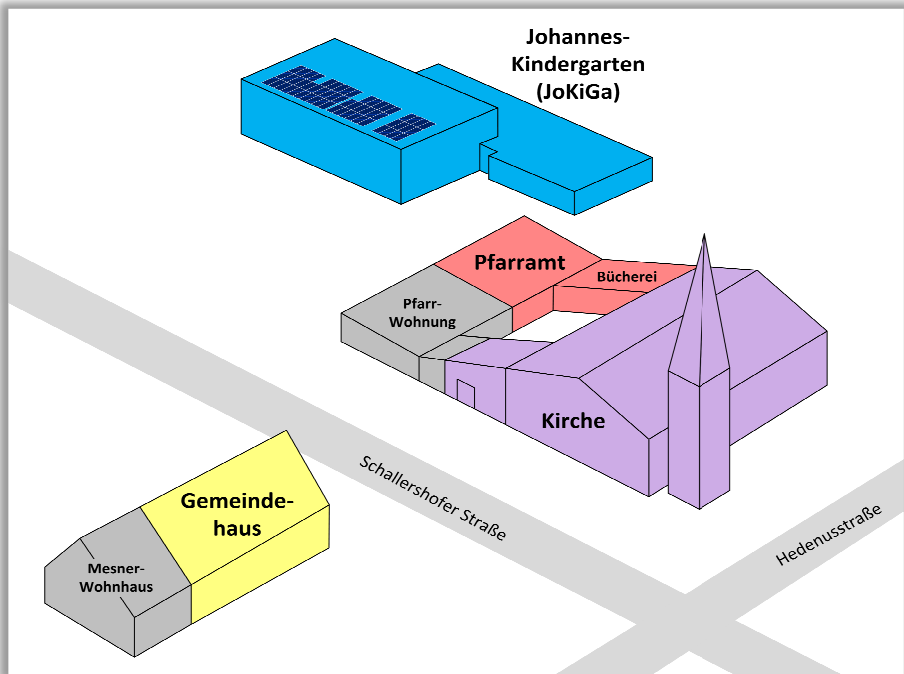 Johannes-
Kindergarten
(JoKiGa)
Pfarramt
Bücherei
Pfarr-
Wohnung
Kirche
Schallershofer Straße
Hedenusstraße
Gemeinde-
haus
Mesner-
Wohnhaus